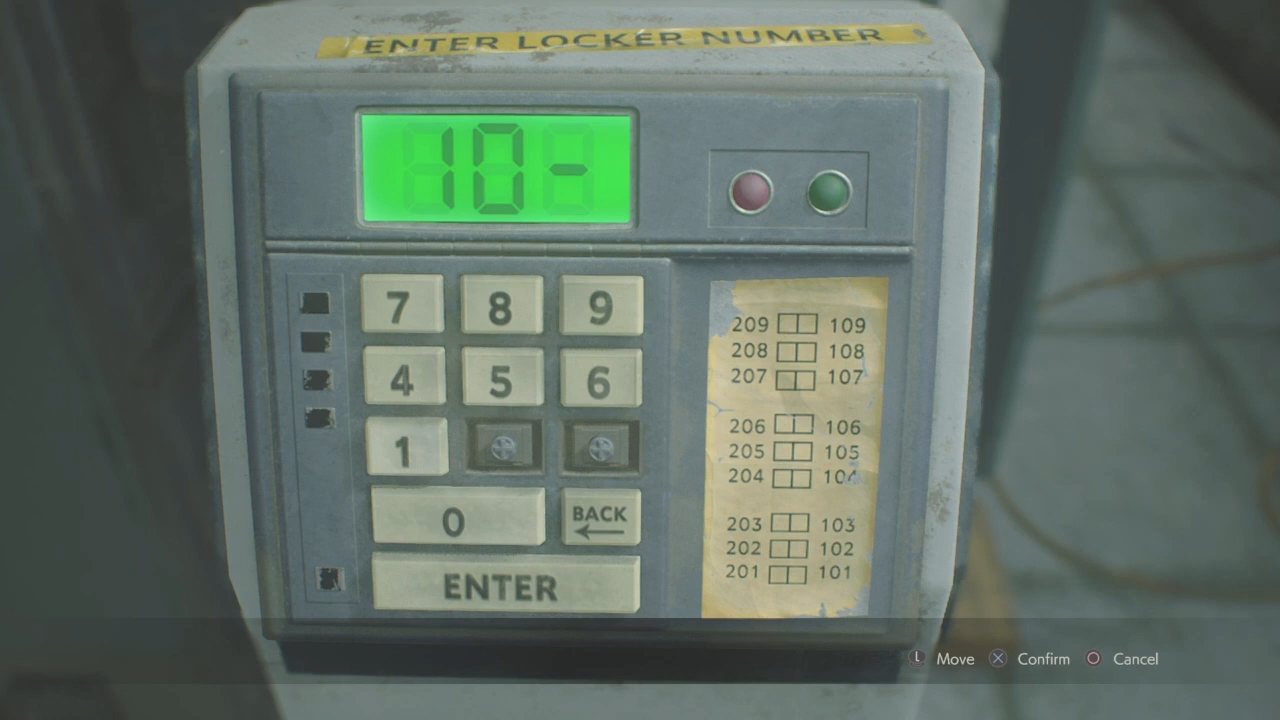 ENTER LOCKER NUMBER
10-
7 8 9
4 5 6
1
0 BACK
ENTER
209 109
208 108
207 107
206 106
205 105
204 104
203 103
202 102
201 101
L Move Confirm Cancel